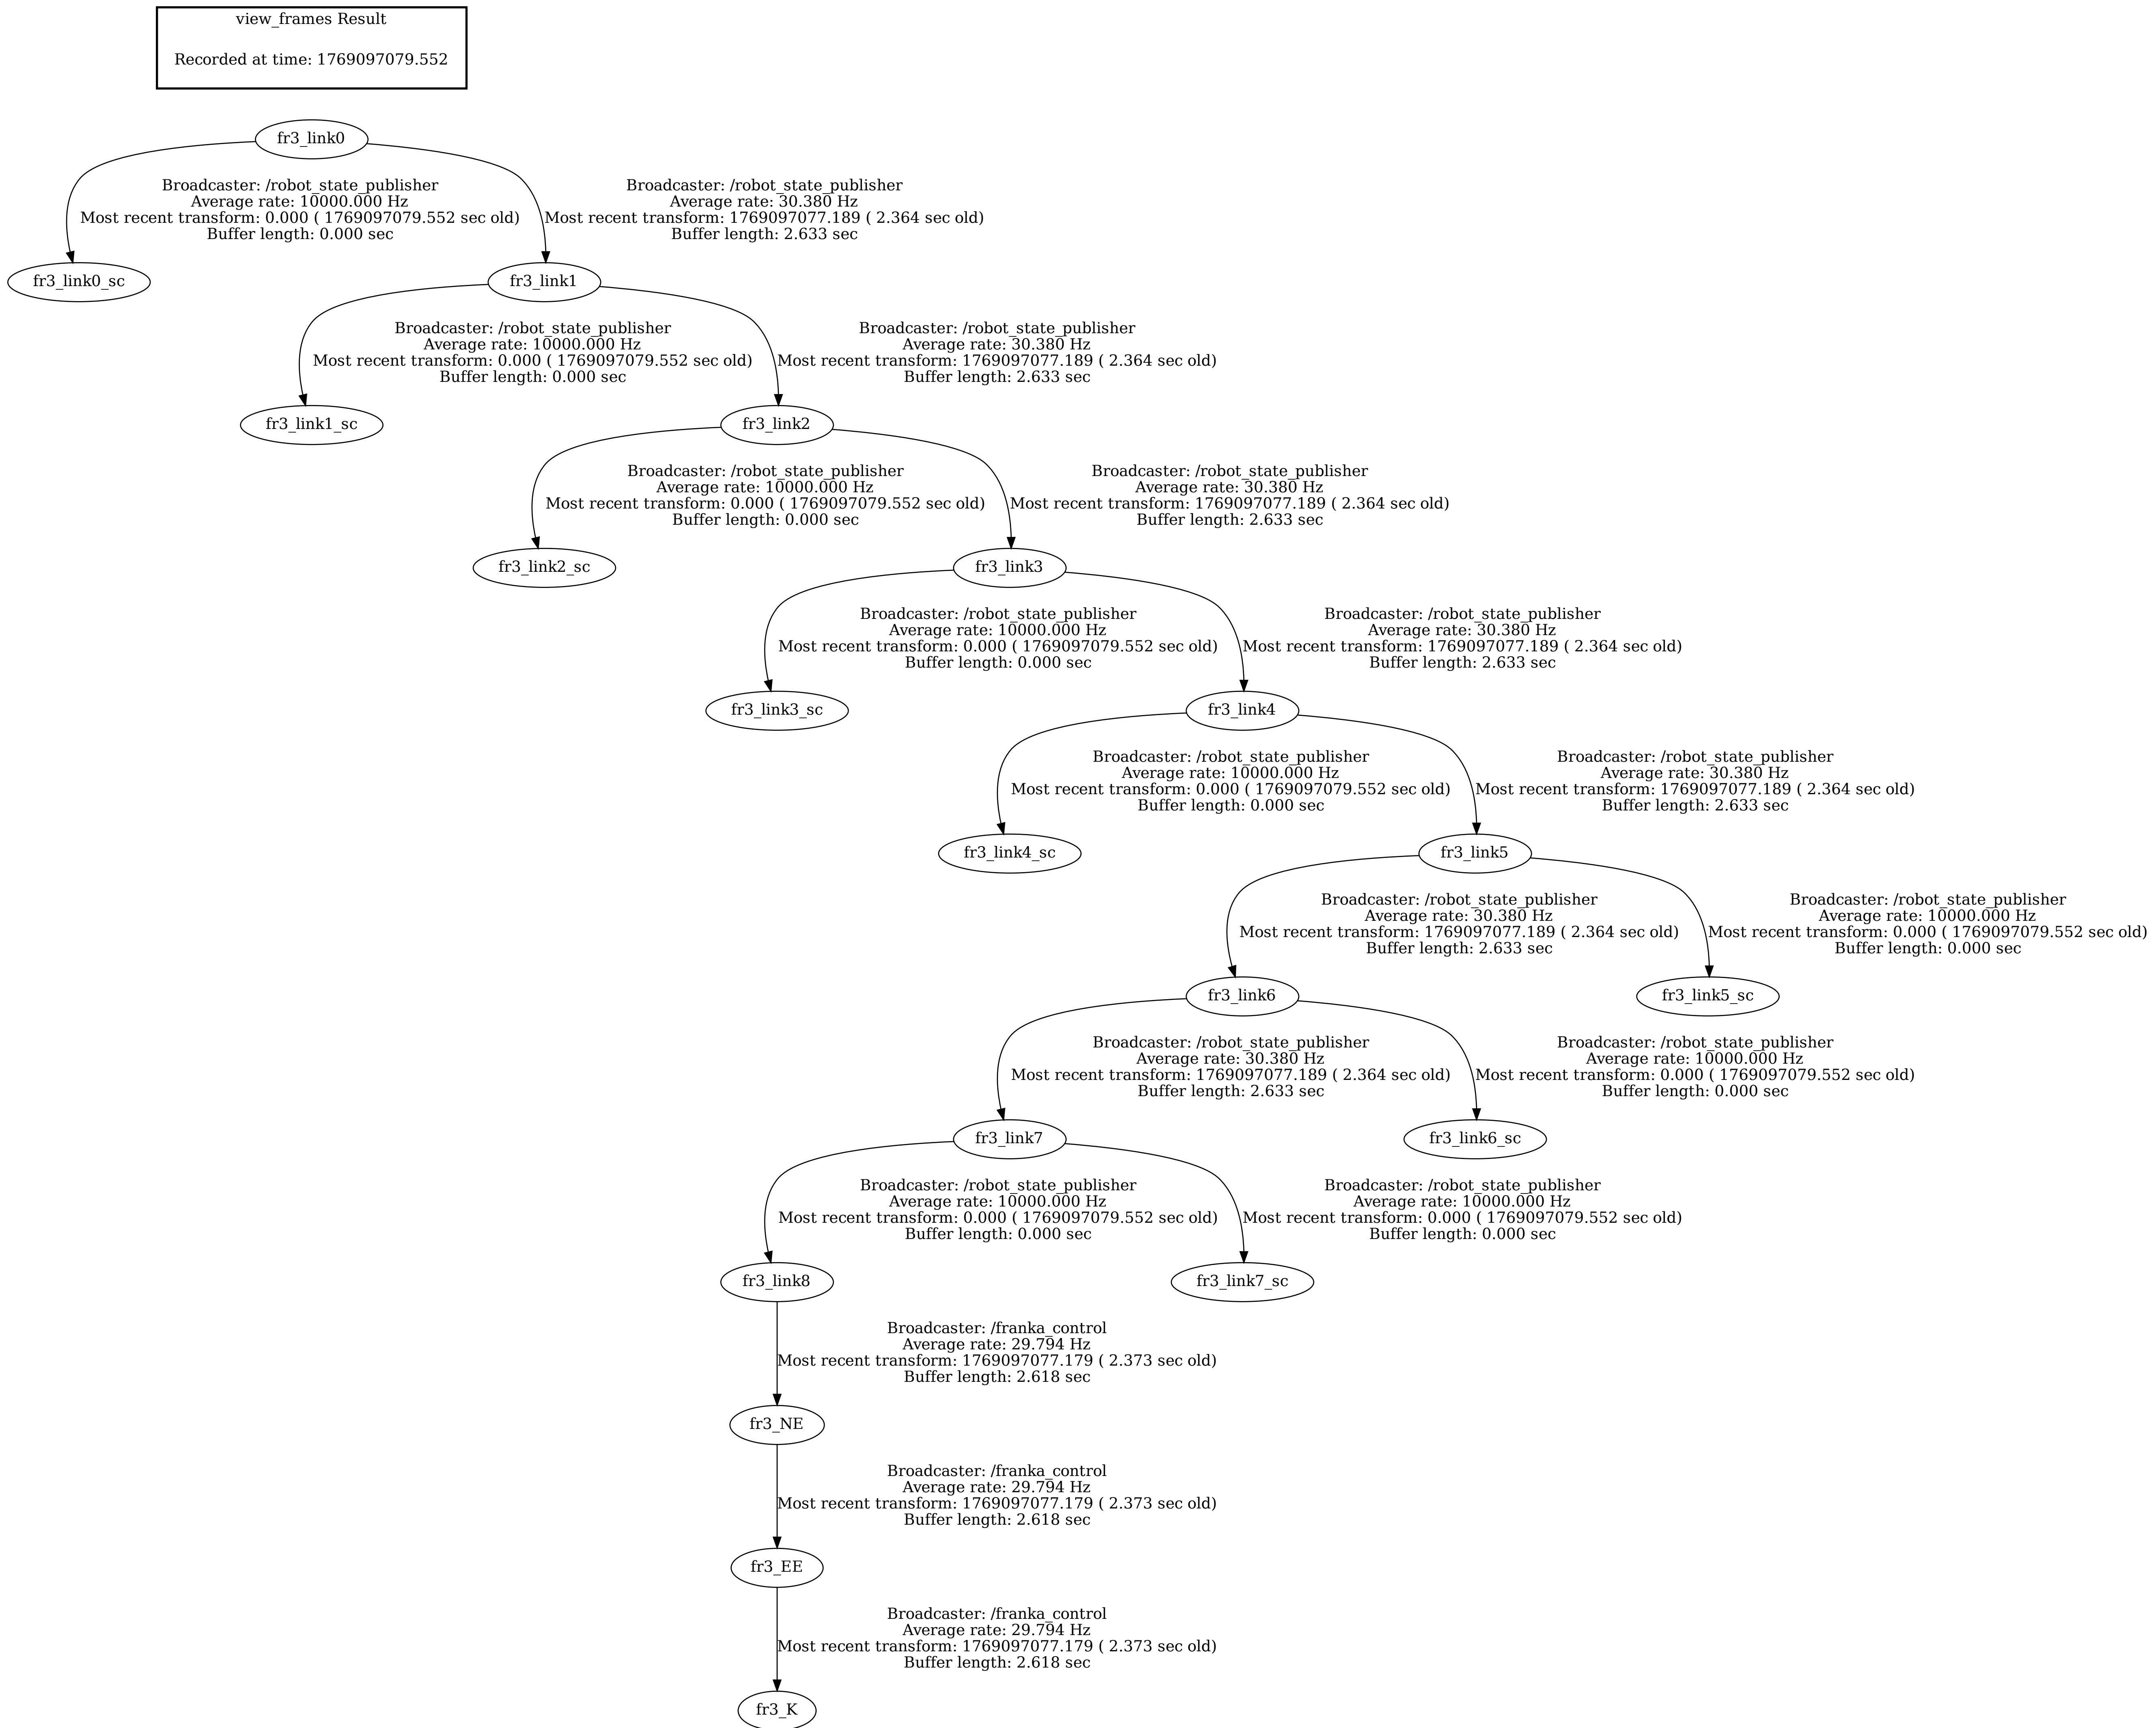 view_frames Result
Recorded at time: 1769097079.552
fr3_link0
Broadcaster: /robot_state_publisher
Average rate: 10000.000 Hz
Most recent transform: 0.000 ( 1769097079.552 sec old)
Buffer length: 0.000 sec
Broadcaster: /robot_state_publisher
Average rate: 30.380 Hz
Most recent transform: 1769097077.189 ( 2.364 sec old)
Buffer length: 2.633 sec
fr3_link0_sc
fr3_link1
Broadcaster: /robot_state_publisher
Average rate: 10000.000 Hz
Most recent transform: 0.000 ( 1769097079.552 sec old)
Buffer length: 0.000 sec
Broadcaster: /robot_state_publisher
Average rate: 30.380 Hz
Most recent transform: 1769097077.189 ( 2.364 sec old)
Buffer length: 2.633 sec
fr3_link1_sc
fr3_link2
Broadcaster: /robot_state_publisher
Average rate: 10000.000 Hz
Most recent transform: 0.000 ( 1769097079.552 sec old)
Buffer length: 0.000 sec
Broadcaster: /robot_state_publisher
Average rate: 30.380 Hz
Most recent transform: 1769097077.189 ( 2.364 sec old)
Buffer length: 2.633 sec
fr3_link2_sc
fr3_link3
Broadcaster: /robot_state_publisher
Average rate: 10000.000 Hz
Most recent transform: 0.000 ( 1769097079.552 sec old)
Buffer length: 0.000 sec
Broadcaster: /robot_state_publisher
Average rate: 30.380 Hz
Most recent transform: 1769097077.189 ( 2.364 sec old)
Buffer length: 2.633 sec
fr3_link3_sc
fr3_link4
Broadcaster: /robot_state_publisher
Average rate: 10000.000 Hz
Most recent transform: 0.000 ( 1769097079.552 sec old)
Buffer length: 0.000 sec
Broadcaster: /robot_state_publisher
Average rate: 30.380 Hz
Most recent transform: 1769097077.189 ( 2.364 sec old)
Buffer length: 2.633 sec
fr3_link4_sc
fr3_link5
Broadcaster: /robot_state_publisher
Average rate: 30.380 Hz
Most recent transform: 1769097077.189 ( 2.364 sec old)
Buffer length: 2.633 sec
Broadcaster: /robot_state_publisher
Average rate: 10000.000 Hz
Most recent transform: 0.000 ( 1769097079.552 sec old)
Buffer length: 0.000 sec
fr3_link6
fr3_link5_sc
Broadcaster: /robot_state_publisher
Average rate: 30.380 Hz
Most recent transform: 1769097077.189 ( 2.364 sec old)
Buffer length: 2.633 sec
Broadcaster: /robot_state_publisher
Average rate: 10000.000 Hz
Most recent transform: 0.000 ( 1769097079.552 sec old)
Buffer length: 0.000 sec
fr3_link7
fr3_link6_sc
Broadcaster: /robot_state_publisher
Average rate: 10000.000 Hz
Most recent transform: 0.000 ( 1769097079.552 sec old)
Buffer length: 0.000 sec
Broadcaster: /robot_state_publisher
Average rate: 10000.000 Hz
Most recent transform: 0.000 ( 1769097079.552 sec old)
Buffer length: 0.000 sec
fr3_link8
fr3_link7_sc
Broadcaster: /franka_control
Average rate: 29.794 Hz
Most recent transform: 1769097077.179 ( 2.373 sec old)
Buffer length: 2.618 sec
fr3_NE
Broadcaster: /franka_control
Average rate: 29.794 Hz
Most recent transform: 1769097077.179 ( 2.373 sec old)
Buffer length: 2.618 sec
fr3_EE
Broadcaster: /franka_control
Average rate: 29.794 Hz
Most recent transform: 1769097077.179 ( 2.373 sec old)
Buffer length: 2.618 sec
fr3_K